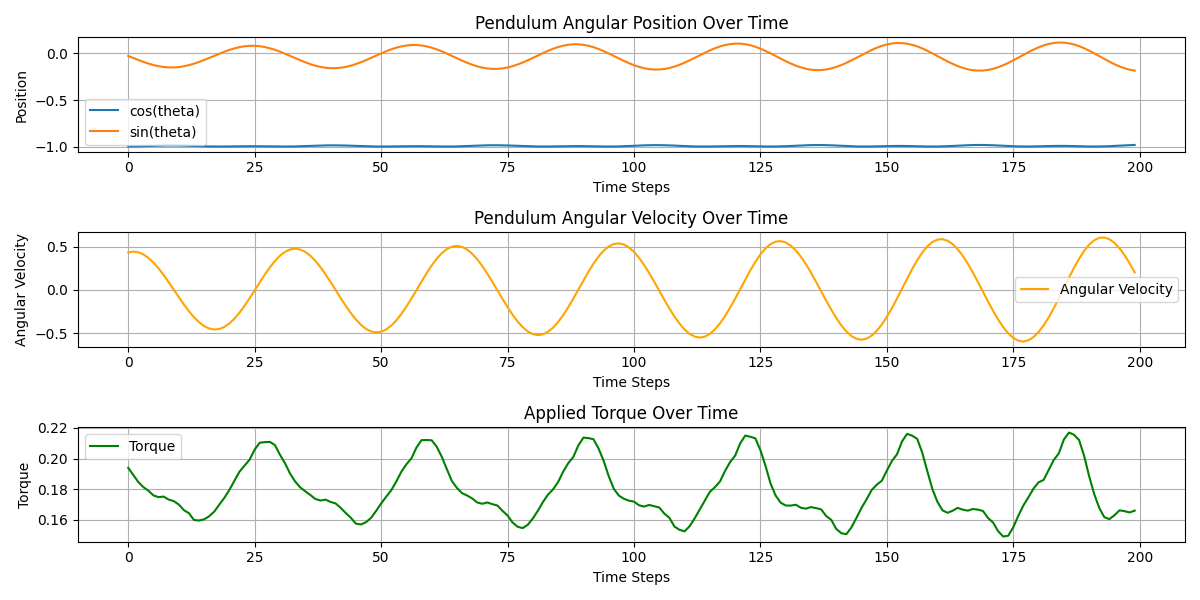 Pendulum Angular Position Over Time
Position
0.0
−0.5
−1.0
cos(theta)
sin(theta)
0 25 50 75 100 125 150 175 200
Time Steps
Pendulum Angular Velocity Over Time
Angular Velocity
0.5
0.0
−0.5
Angular Velocity
0 25 50 75 100 125 150 175 200
Time Steps
Applied Torque Over Time
Torque
0.22
0.20
0.18
0.16
Torque
0 25 50 75 100 125 150 175 200
Time Steps